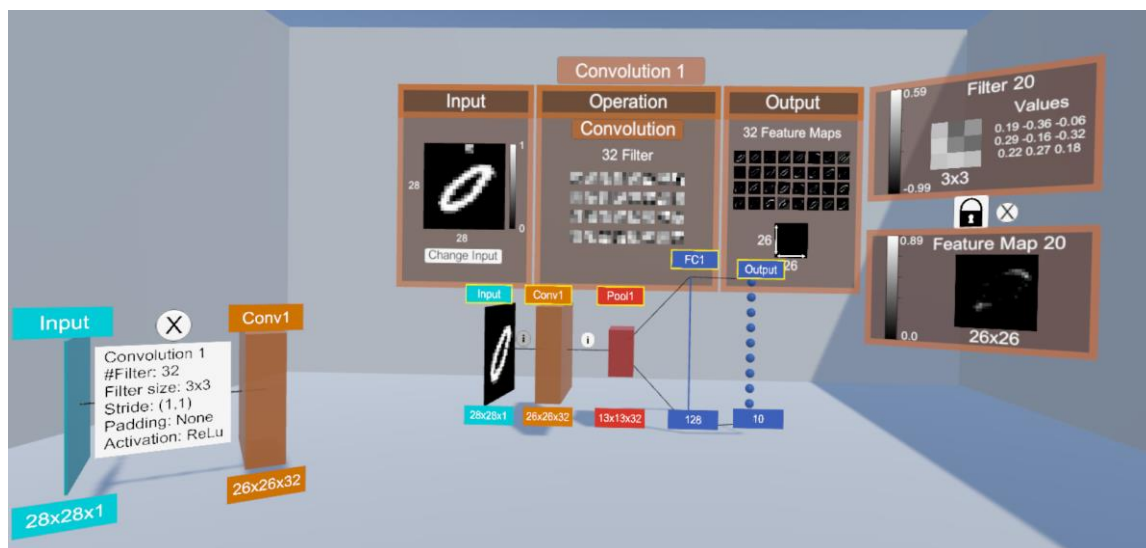 Convolution 1
Input
1
28
0
28
Change Input
Operation
Convolution
32 Filter
Output
32 Feature Maps
26
26
0.59
Filter 20
Values
0.19 -0.36 -0.06
0.29 -0.16 -0.32
0.22 0.27 0.18
-0.99
3x3
X
0.89
Feature Map 20
0.0
26x26
Input
X
Conv1
Convolution 1
#Filter: 32
Filter size: 3x3
Stride: (1,1)
Padding: None
Activation: ReLu
28x28x1
26x26x32
Input
Conv1
Pool1
FC1
Output
i
i
28x28x1
26x26x32
13x13x32
128
10